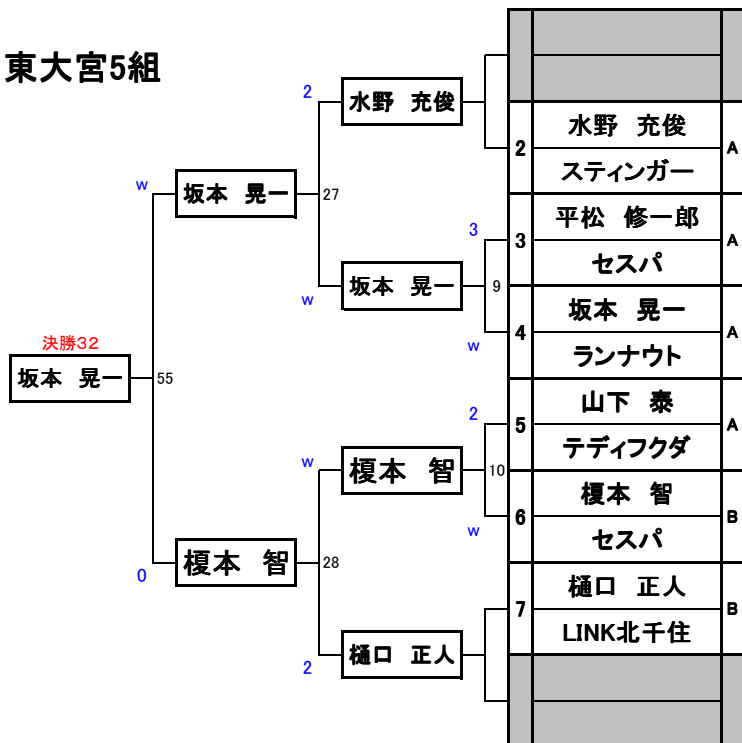 東大宮5組
2
水野　充俊
2
水野　充俊
A
スティンガー
w
坂本　晃一
27
3
3
平松　修一郎
A
セスパ
w
坂本　晃一
9
4
坂本　晃一
A
w
ランナウト
決勝32
坂本　晃一
55
2
5
山下　泰
A
テディフクダ
w
榎本　智
10
w
6
榎本　智
B
セスパ
0
榎本　智
28
7
樋口　正人
B
LINK北千住
2
樋口　正人